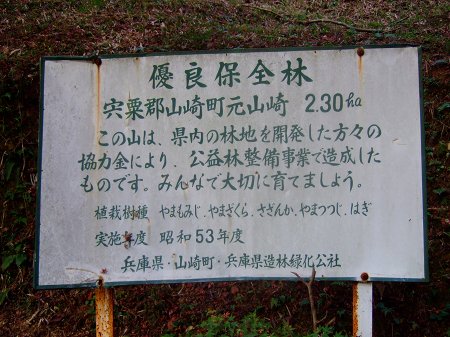 優良保全林
宍粟郡山崎町元山崎 2.30ha
この山は、県内の林地を開発した方々の
協力金により、公益林整備事業で造成した
ものです。みんなで大切に育てましょう。
植栽樹種 やまもみじ．やまざくら．さざんか．やまつつじ．はぎ
実施年度 昭和53年度
兵庫県・山崎町・兵庫県造林緑化公社